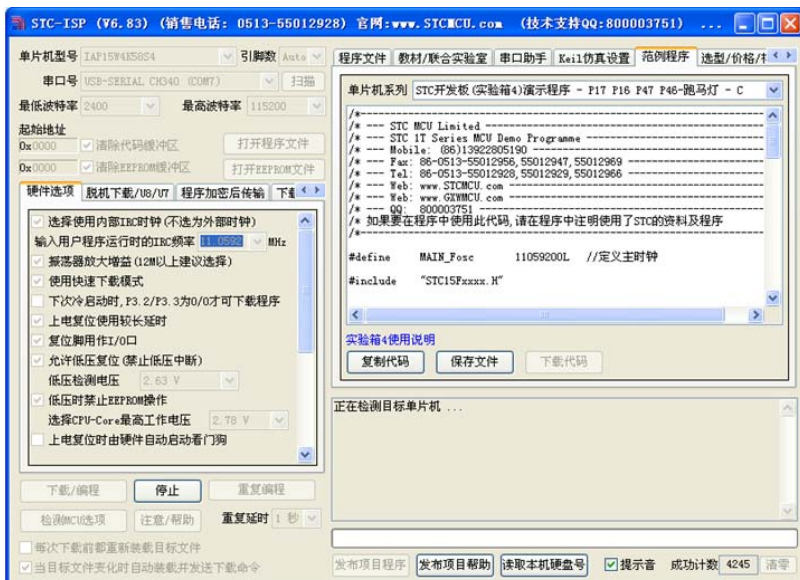 STC-ISP (V6.83) (销售电话: 0513-55012928) 官网:www.STCMCU.com (技术支持QQ:800003751) ...
单片机型号 IAP15W4K58S4 引脚数 Auto
串口号 USB-SERIAL CH340 (COM7) 扫描
最低波特率 2400 最高波特率 115200
起始地址
0x0000 清除代码缓冲区 打开程序文件
0x0000 清除EEPROM缓冲区 打开EEPROM文件
硬件选项 脱机下载/U8/U7 程序加密后传输
选择使用内部IRC时钟(不选为外部时钟)
输入用户程序运行时的IRC频率 11.0592 MHz
振荡器放大增益(12M以上建议选择)
使用快速下载模式
下次冷启动时,P3.2/P3.3为0/0才可下载程序
上电复位使用较长延时
复位脚用作I/O口
允许低压复位(禁止低压中断)
低压检测电压 2.63 V
低压时禁止EEPROM操作
选择CPU-Core最高工作电压 2.78 V
上电复位时由硬件自动启动看门狗
下载/编程 停止 重复编程
检测MCU选项 注意/帮助 重复延时 1 秒
每次下载前都重新装载目标文件
当目标文件变化时自动装载并发送下载命令
程序文件 教材/联合实验室 串口助手 Keil仿真设置 范例程序 选型/价格/
单片机系列 STC开发板(实验箱4)演示程序 - P17 P16 P47 P46-跑马灯 - C
/*----------------------------------------------
/* --- STC MCU Limited ---------------------------
/* --- STC 1T Series MCU Demo Programme ----------
/* --- Mobile: (86)13922805190 -------------------
/* --- Fax: 86-0513-55012956,55012947,55012969 ---
/* --- Tel: 86-0513-55012928,55012929,55012966 ---
/* --- Web: www.STCMCU.com -----------------------
/* --- Web: www.GXWMCU.com -----------------------
/* --- QQ: 800003751 -----------------------------
/* 如果要在程序中使用此代码,请在程序中注明使用了STC的资料及程序
/*----------------------------------------------
#define MAIN_Fosc 11059200L //定义主时钟
#include "STC15Fxxxx.H"
实验箱4使用说明
复制代码 保存文件 下载代码
正在检测目标单片机 ...
发布项目程序 发布项目帮助 读取本机硬盘号 提示音 成功计数 4245 清零